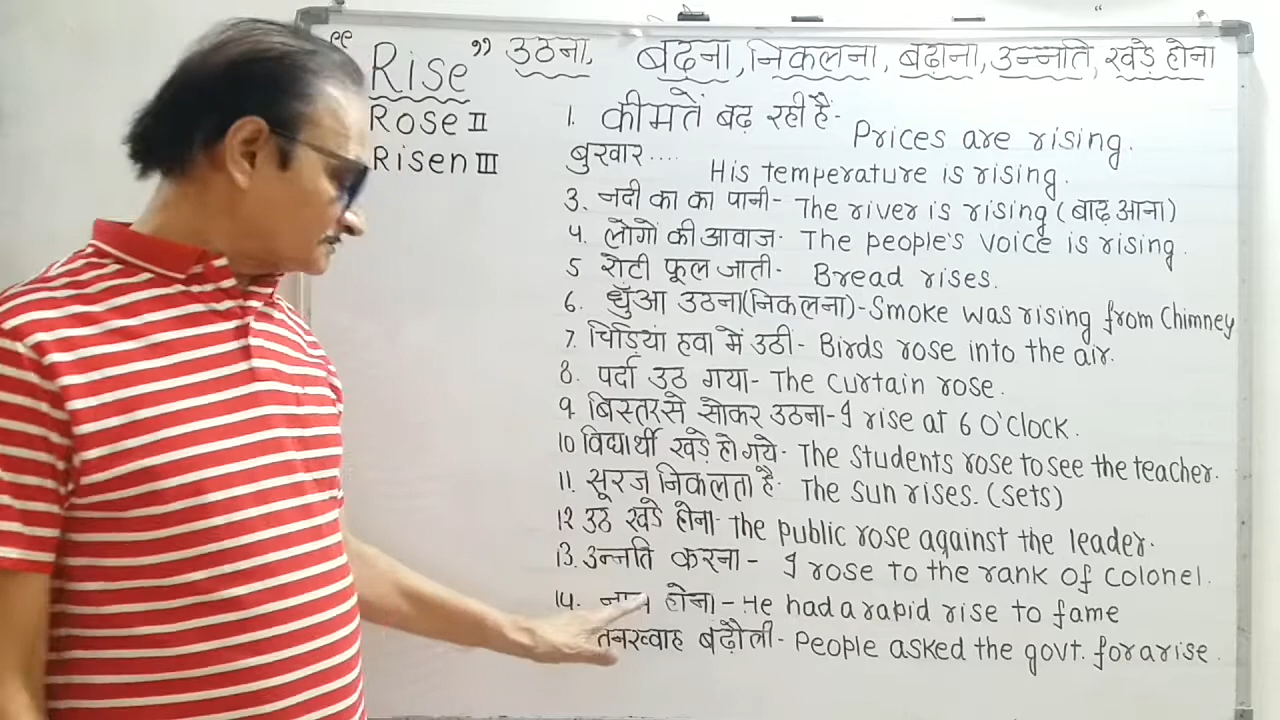 "Rise" उठना, बढ़ना, निकलना, बढ़ाना, उन्नति, खड़े होना
Rose II
Risen III
1. कीमतें बढ़ रही हैं- Prices are rising.
बुखार.... His temperature is rising.
3. नदी का का पानी- The river is rising (बाढ़ आना)
4. लोगों की आवाज- The people's voice is rising.
5 रोटी फूल जाती- Bread rises.
6. धुँआ उठना(निकलना)-Smoke was rising from Chimney
7. चिड़ियां हवा में उठीं- Birds rose into the air.
8. पर्दा उठ गया- The curtain rose.
9 बिस्तर से सोकर उठना-I rise at 6 O'clock.
10 विद्यार्थी खड़े हो गये- The Students rose to see the teacher.
11. सूरज निकलता है- The Sun rises. (Sets)
12 उठ खड़े होना- The public rose against the leader.
13. उन्नति करना- I rose to the rank of Colonel.
14. होना- He had a rapid rise to fame
तनख्वाह बढ़ौली- People asked the govt. for a rise.